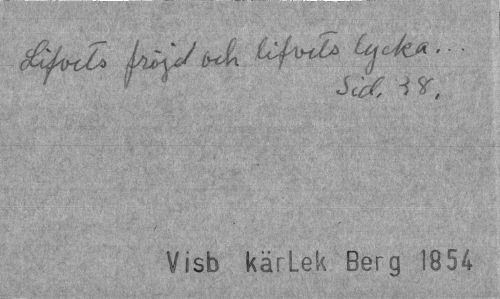 Lifvets fröjd och lifvets lycka...
Sid. 38.
Visb kärLek Berg 1854